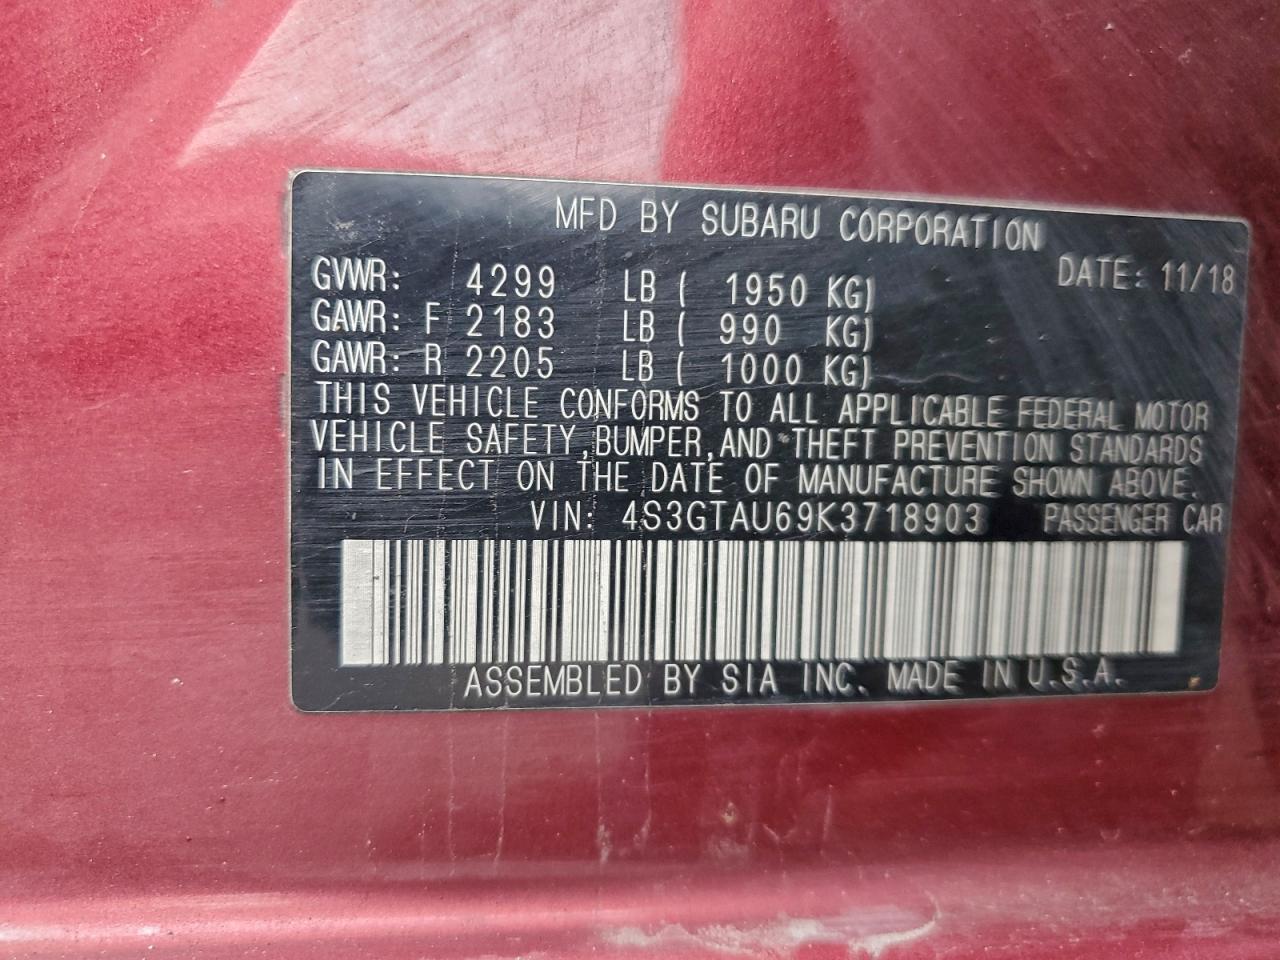 MFD BY SUBARU CORPORATION
DATE: 11/18
GVWR: 4299 LB ( 1950 KG)
GAWR: F 2183 LB ( 990 KG)
GAWR: R 2205 LB ( 1000 KG)
THIS VEHICLE CONFORMS TO ALL APPLICABLE FEDERAL MOTOR
VEHICLE SAFETY,BUMPER,AND THEFT PREVENTION STANDARDS
IN EFFECT ON THE DATE OF MANUFACTURE SHOWN ABOVE.
VIN: 4S3GTAU69K3718903 PASSENGER CAR
ASSEMBLED BY SIA INC. MADE IN U.S.A.